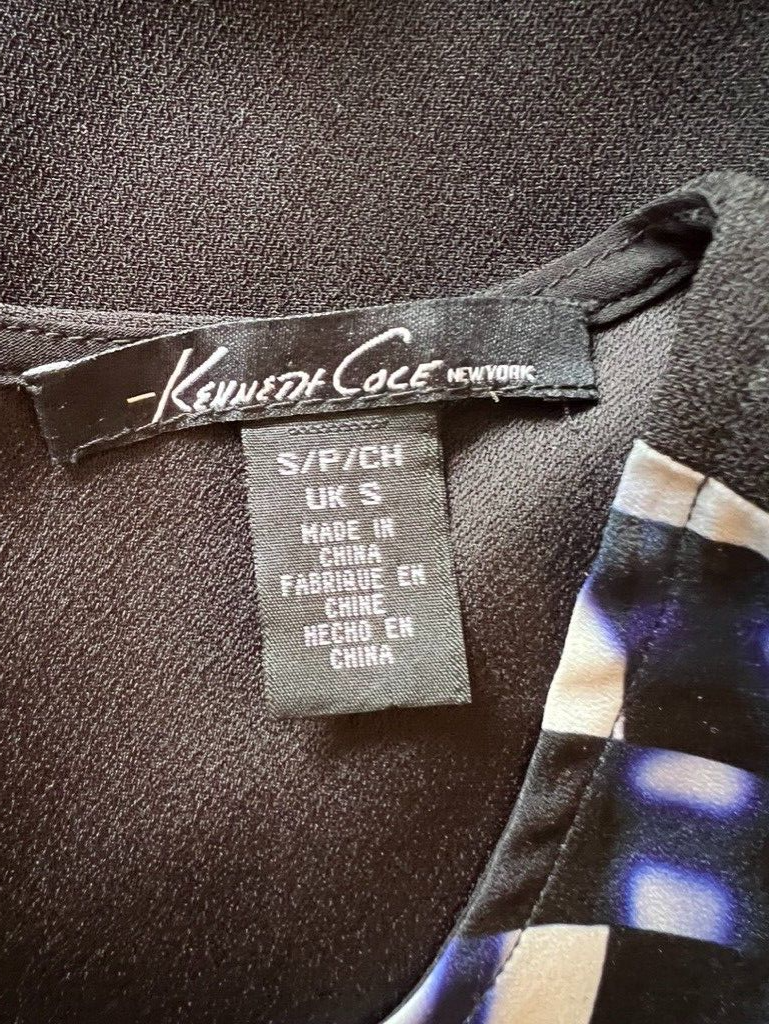 KENNETH COLE NEW YORK
S/P/CH
UK S
MADE IN
CHINA
FABRIQUE EN
CHINE
HECHO EN
CHINA